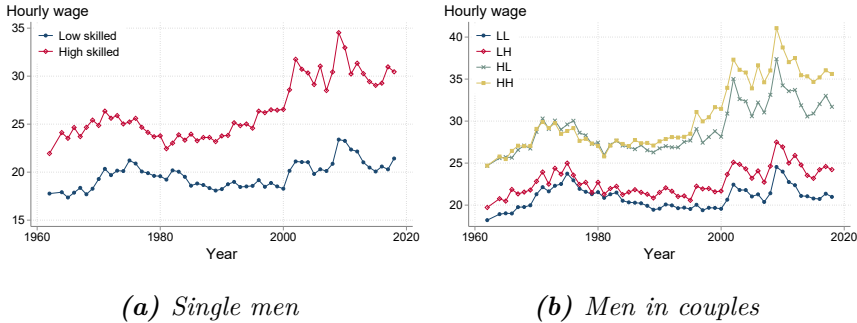 Hourly wage
35
30
25
20
15
Low skilled
High skilled
1960
1980
2000
2020
Year
(a) Single men
Hourly wage
40
35
30
25
20
LL
LH
HL
HH
1960
1980
2000
2020
Year
(b) Men in couples